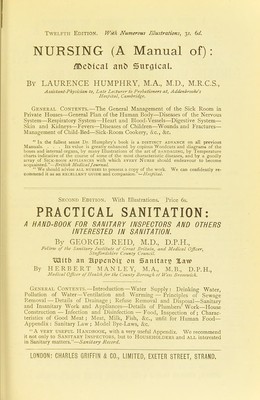 TWELFTH EDITION. With Numerous Illustrations, 3s. 6d.
NURSING (A Manual of):
Medical and Surgical.
BY LAURENCE HUMPHRY, M.A., M.D., M.R.C.S.,
Assistant-Physician to, Late Lecturer to Probationers at, Addenbrooke's
Hospital, Cambridge.
GENERAL CONTENTS.—The General Management of the Sick Room in
Private Houses—General Plan of the Human Body—Diseases of the Nervous
System—Respiratory System—Heart and Blood-Vessels—Digestive System—
Skin and Kidneys—Fevers—Diseases of Children—Wounds and Fractures—
Management of Child Bed—Sick-Room Cookery, &c., &c.
"In the fullest sense Dr. Humphry's book is a DISTINCT ADVANCE on all previous
Manuals . . . . Its value is greatly enhanced by copious Woodcuts and diagrams of the
bones and internal organs, by many Illustrations of the art of BANDAGING, by Temperature
charts indicative of the course of some of the most characteristic diseases, and by a goodly
array of SICK-ROOM APPLIANCES with which EVERY NURSE should endeavour to become
acquainted."—British Medical Journal.
"We should advise ALL NURSES to possess a copy of the work. We can confidently re-
commend it as an EXCELLENT GUIDE and companion."—Hospital.
SECOND EDITION. With Illustrations. Price 6s.
PRACTICAL SANITATION:
A HAND-BOOK FOR SANITARY INSPECTORS AND OTHERS
INTERESTED IN SANITATION.
By GEORGE REID, M.D., D.P.H.,
Fellow of the Sanitary Institute of Great Britain, and Medical Officer,
Staffordshire County Council.
With an Appendix on Sanitary Law
By HERBERT MANLEY, M.A., M.B., D.P.H.,
Medical Officer of Health for the County Borough of West Bromwich.
GENERAL CONTENTS.—Introduction—Water Supply: Drinking Water,
Pollution of Water—Ventilation and Warming—Principles of Sewage
Removal—Details of Drainage; Refuse Removal and Disposal—Sanitary
and Insanitary Work and Appliances—Details of Plumbers' Work—House
Construction—Infection and Disinfection—Food, Inspection of; Charac-
teristics of Good Meat; Meat, Milk, Fish, &c., unfit for Human Food—
Appendix: Sanitary Law; Model Bye-Laws, &c.
"A VERY USEFUL HANDBOOK, with a very useful Appendix. We recommend
it not only to SANITARY INSPECTORS, but to HOUSEHOLDERS and ALL interested
in Sanitary matters."—Sanitary Record.
LONDON: CHARLES GRIFFIN & CO., LIMITED, EXETER STREET, STRAND.